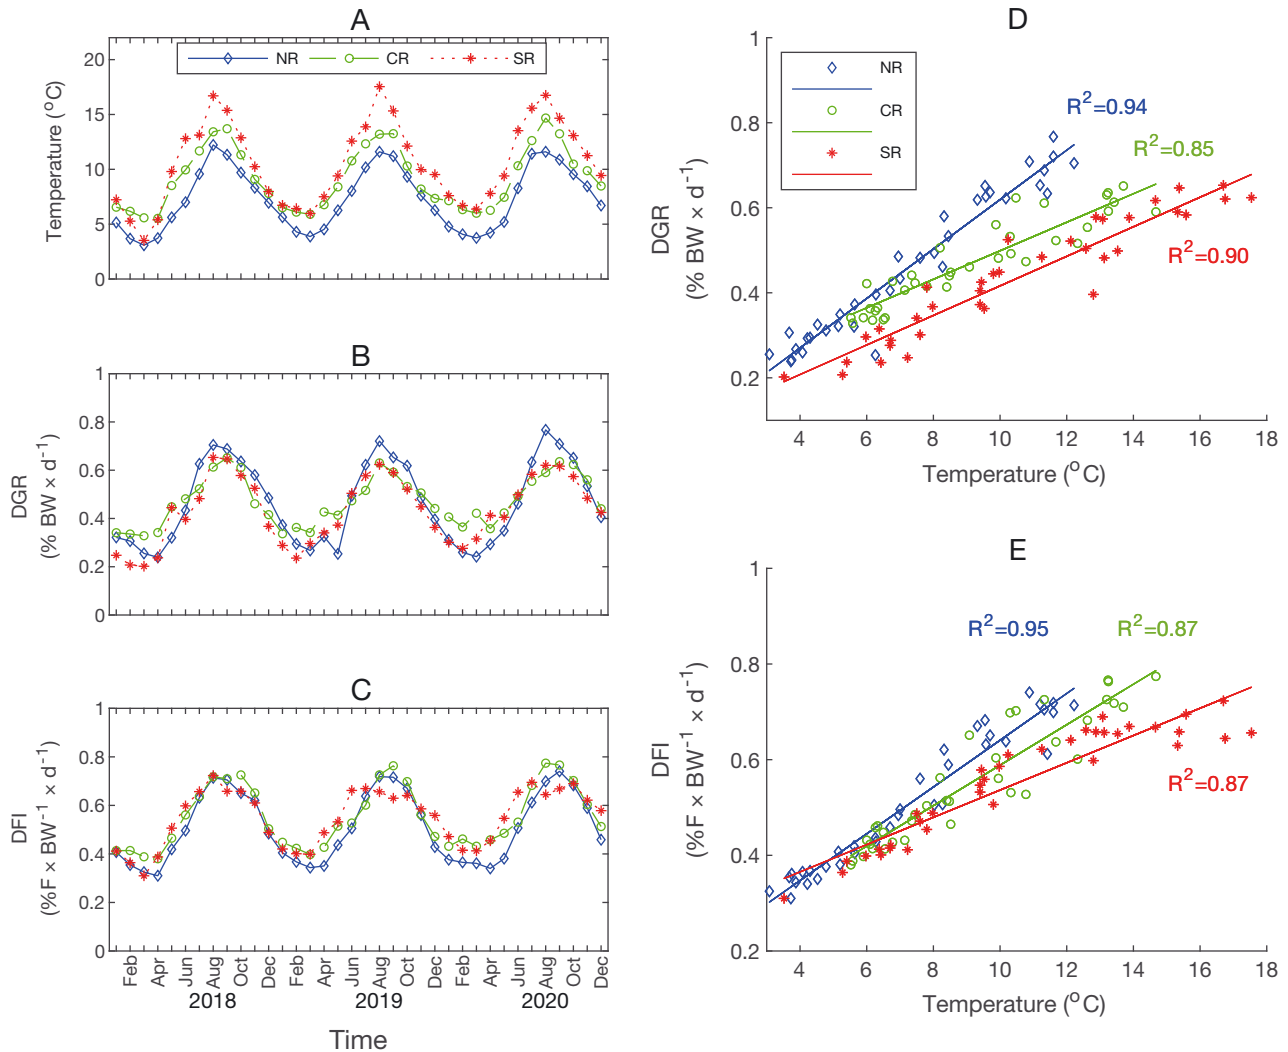 A
20
15
10
5
0
Temperature (°C)
NR CR SR
B
1
0.8
0.6
0.4
0.2
0
DGR
(% BW × d⁻¹)
C
1
0.8
0.6
0.4
0.2
0
DFI
(%F × BW⁻¹ × d⁻¹)
Feb Apr Jun Aug Oct Dec Feb Apr Jun Aug Oct Dec Feb Apr Jun Aug Oct Dec
2018 2019 2020
Time
D
1
0.8
0.6
0.4
0.2
DGR
(% BW × d⁻¹)
NR
CR
SR
R²=0.94
R²=0.85
R²=0.90
4 6 8 10 12 14 16 18
Temperature (°C)
E
1
0.8
0.6
0.4
0.2
DFI
(%F × BW⁻¹ × d⁻¹)
R²=0.95
R²=0.87
R²=0.87
4 6 8 10 12 14 16 18
Temperature (°C)